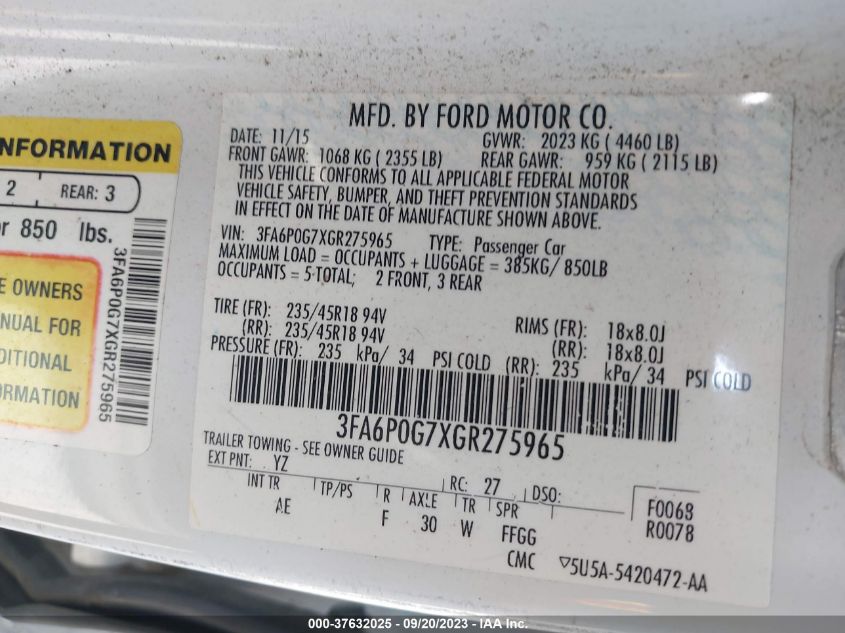 NFORMATION
2 REAR: 3
or 850 lbs.
3FA6P0G7XGR275965
E OWNERS
NUAL FOR
DITIONAL
ORMATION
MFD. BY FORD MOTOR CO.
DATE: 11/15 GVWR: 2023 KG ( 4460 LB)
FRONT GAWR: 1068 KG ( 2355 LB) REAR GAWR: 959 KG ( 2115 LB)
THIS VEHICLE CONFORMS TO ALL APPLICABLE FEDERAL MOTOR
VEHICLE SAFETY, BUMPER, AND THEFT PREVENTION STANDARDS
IN EFFECT ON THE DATE OF MANUFACTURE SHOWN ABOVE.
VIN: 3FA6P0G7XGR275965 TYPE: Passenger Car
MAXIMUM LOAD = OCCUPANTS + LUGGAGE = 385KG/ 850LB
OCCUPANTS = 5 TOTAL; 2 FRONT, 3 REAR
TIRE (FR): 235/45R18 94V RIMS (FR): 18x8.0J
(RR): 235/45R18 94V (RR): 18x8.0J
PRESSURE (FR): 235 kPa/ 34 PSI COLD (RR): 235 kPa/ 34 PSI COLD
3FA6P0G7XGR275965
TRAILER TOWING - SEE OWNER GUIDE
EXT PNT: YZ RC: 27 DSO: F0068
INT TR TP/PS R AXLE TR SPR R0078
AE F 30 W FFGG
CMC ▽5U5A-5420472-AA
000-37632025 - 09/20/2023 - IAA Inc.